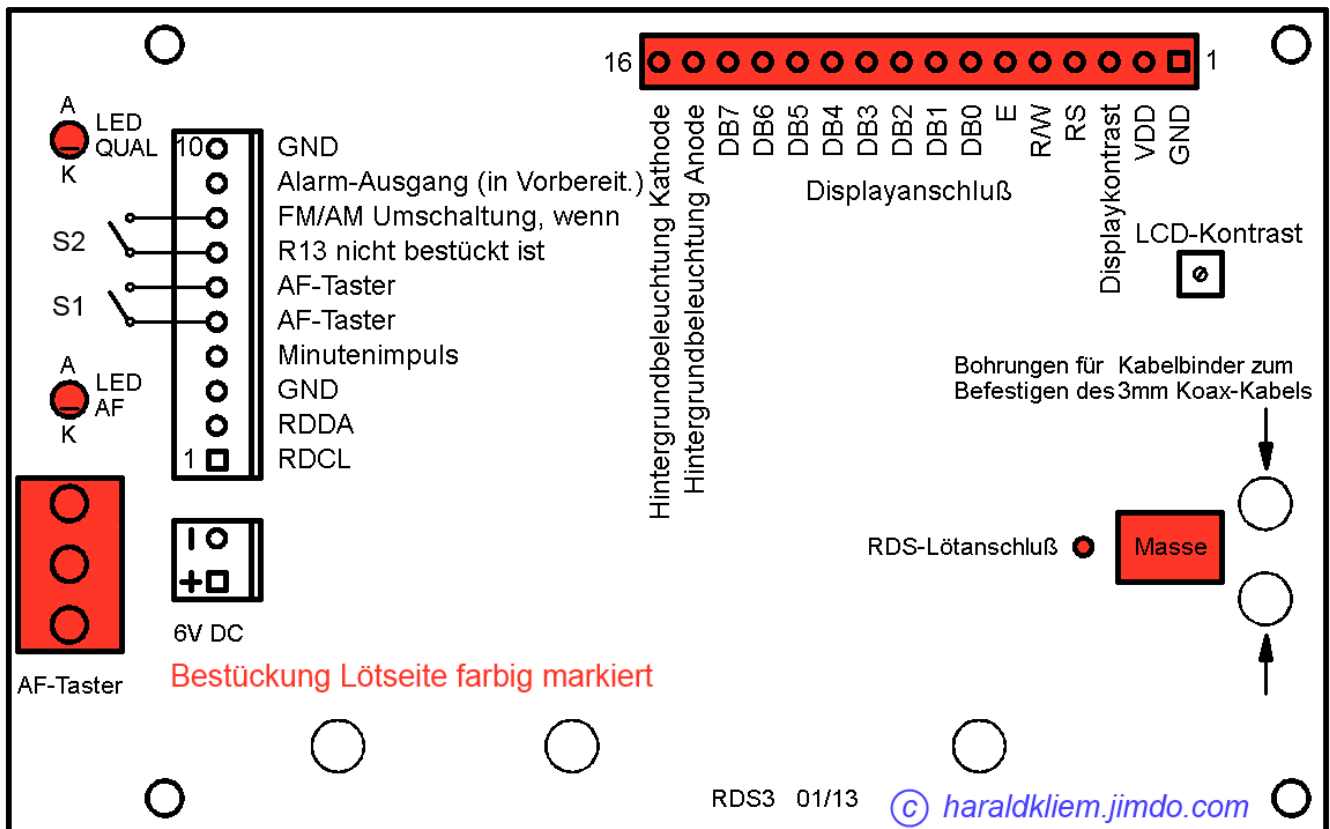 16
1
A
LED
QUAL
K
10
GND
Alarm-Ausgang (in Vorbereit.)
FM/AM Umschaltung, wenn
R13 nicht bestückt ist
AF-Taster
AF-Taster
Minutenimpuls
GND
RDDA
1
RDCL
S2
S1
A
LED
AF
K
Hintergrundbeleuchtung Kathode
Hintergrundbeleuchtung Anode
DB7
DB6
DB5
DB4
DB3
DB2
DB1
DB0
E
R/W
RS
Displaykontrast
VDD
GND
Displayanschluß
LCD-Kontrast
Bohrungen für Kabelbinder zum
Befestigen des 3mm Koax-Kabels
RDS-Lötanschluß
Masse
6V DC
AF-Taster
Bestückung Lötseite farbig markiert
RDS3 01/13
© haraldkliem.jimdo.com